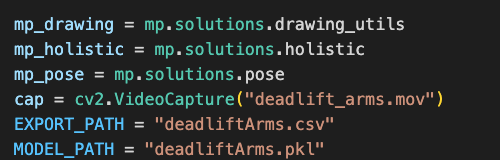 mp_drawing = mp.solutions.drawing_utils
mp_holistic = mp.solutions.holistic
mp_pose = mp.solutions.pose
cap = cv2.VideoCapture("deadlift_arms.mov")
EXPORT_PATH = "deadliftArms.csv"
MODEL_PATH = "deadliftArms.pkl"